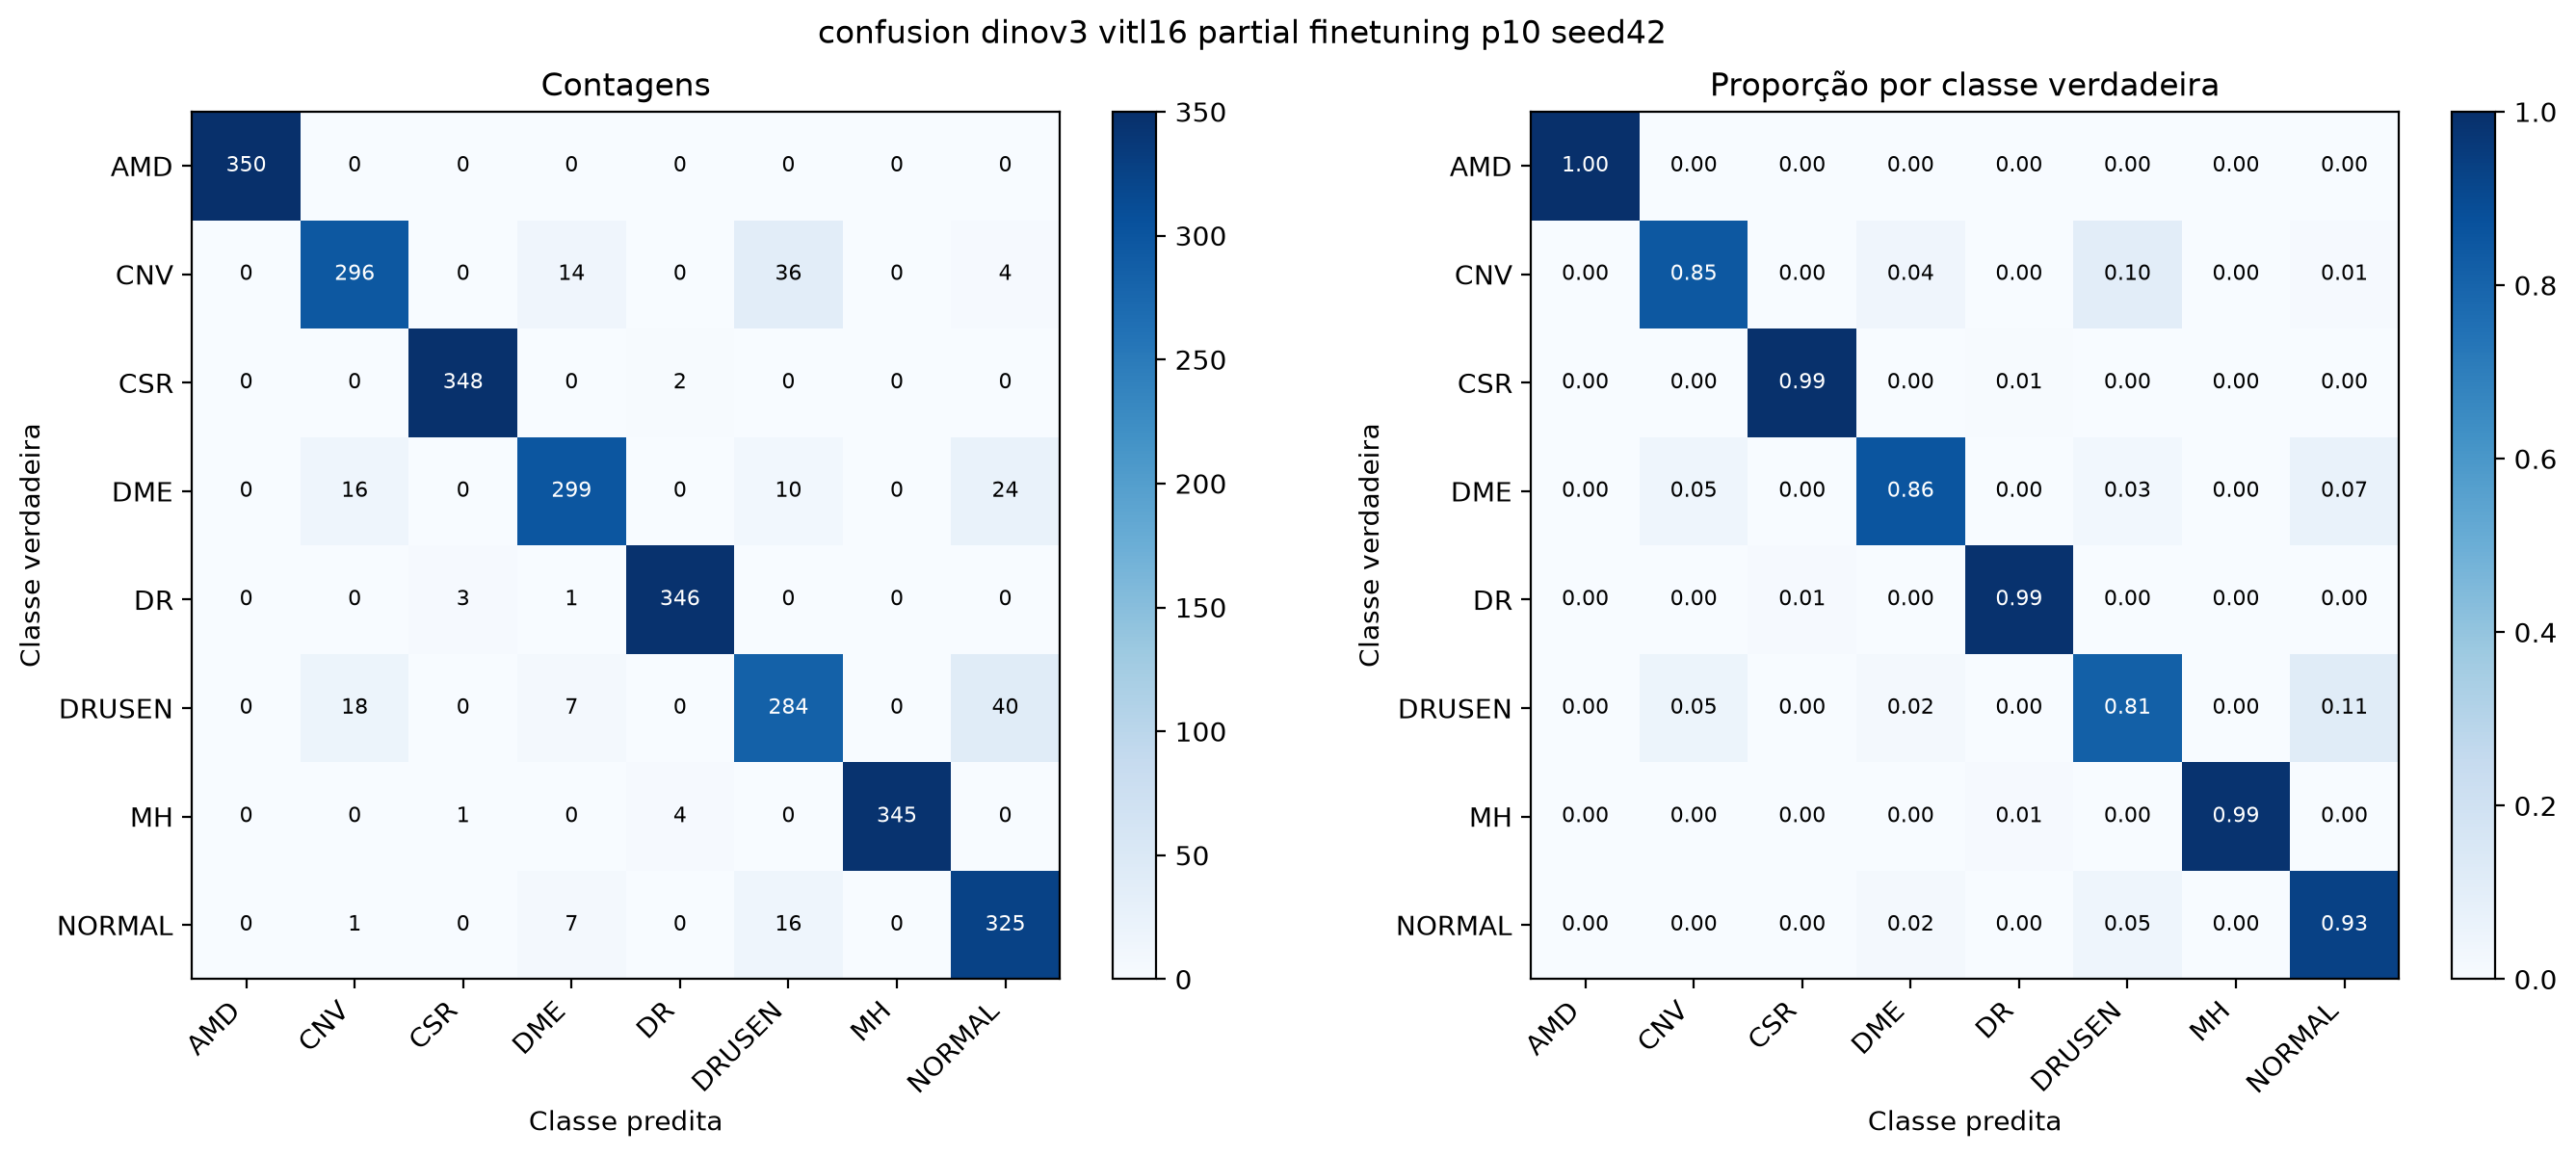 confusion dinov3 vitl16 partial finetuning p10 seed42
Contagens
Classe verdadeira
AMD 350 0 0 0 0 0 0 0
CNV 0 296 0 14 0 36 0 4
CSR 0 0 348 0 2 0 0 0
DME 0 16 0 299 0 10 0 24
DR 0 0 3 1 346 0 0 0
DRUSEN 0 18 0 7 0 284 0 40
MH 0 0 1 0 4 0 345 0
NORMAL 0 1 0 7 0 16 0 325
AMD CNV CSR DME DR DRUSEN MH NORMAL
Classe predita
350
300
250
200
150
100
50
0
Proporção por classe verdadeira
Classe verdadeira
AMD 1.00 0.00 0.00 0.00 0.00 0.00 0.00 0.00
CNV 0.00 0.85 0.00 0.04 0.00 0.10 0.00 0.01
CSR 0.00 0.00 0.99 0.00 0.01 0.00 0.00 0.00
DME 0.00 0.05 0.00 0.86 0.00 0.03 0.00 0.07
DR 0.00 0.00 0.01 0.00 0.99 0.00 0.00 0.00
DRUSEN 0.00 0.05 0.00 0.02 0.00 0.81 0.00 0.11
MH 0.00 0.00 0.00 0.00 0.01 0.00 0.99 0.00
NORMAL 0.00 0.00 0.00 0.02 0.00 0.05 0.00 0.93
AMD CNV CSR DME DR DRUSEN MH NORMAL
Classe predita
1.0
0.8
0.6
0.4
0.2
0.0